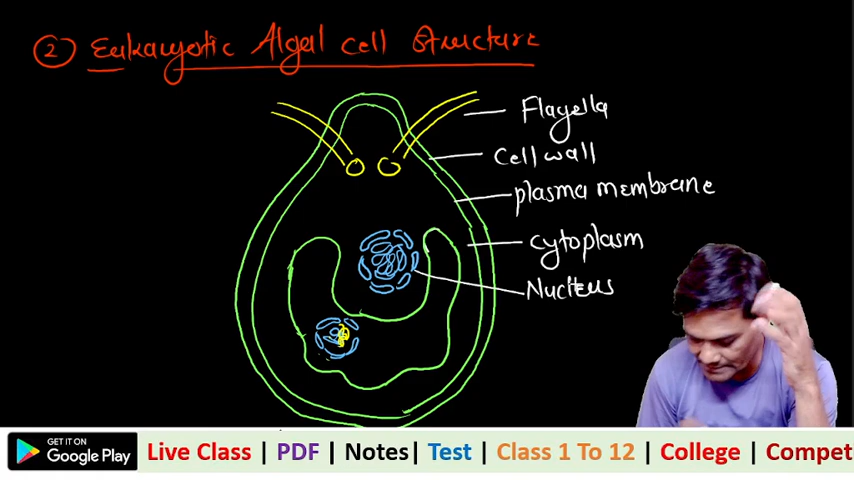 2 Eukaryotic Algal cell Structure
Flagella
Cell wall
plasma membrane
cytoplasm
Nucleus
GET IT ON
Google Play
Live Class | PDF | Notes| Test | Class 1 To 12 | College | Compet